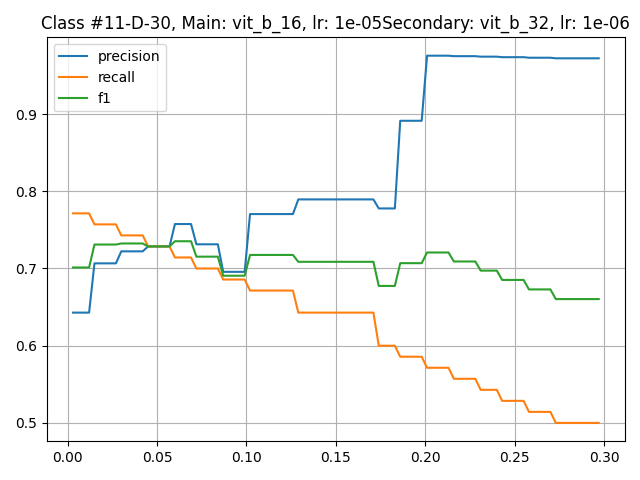 Class #11-D-30, Main: vit_b_16, lr: 1e-05Secondary: vit_b_32, lr: 1e-06
precision
recall
f1
0.9
0.8
0.7
0.6
0.5
0.00 0.05 0.10 0.15 0.20 0.25 0.30